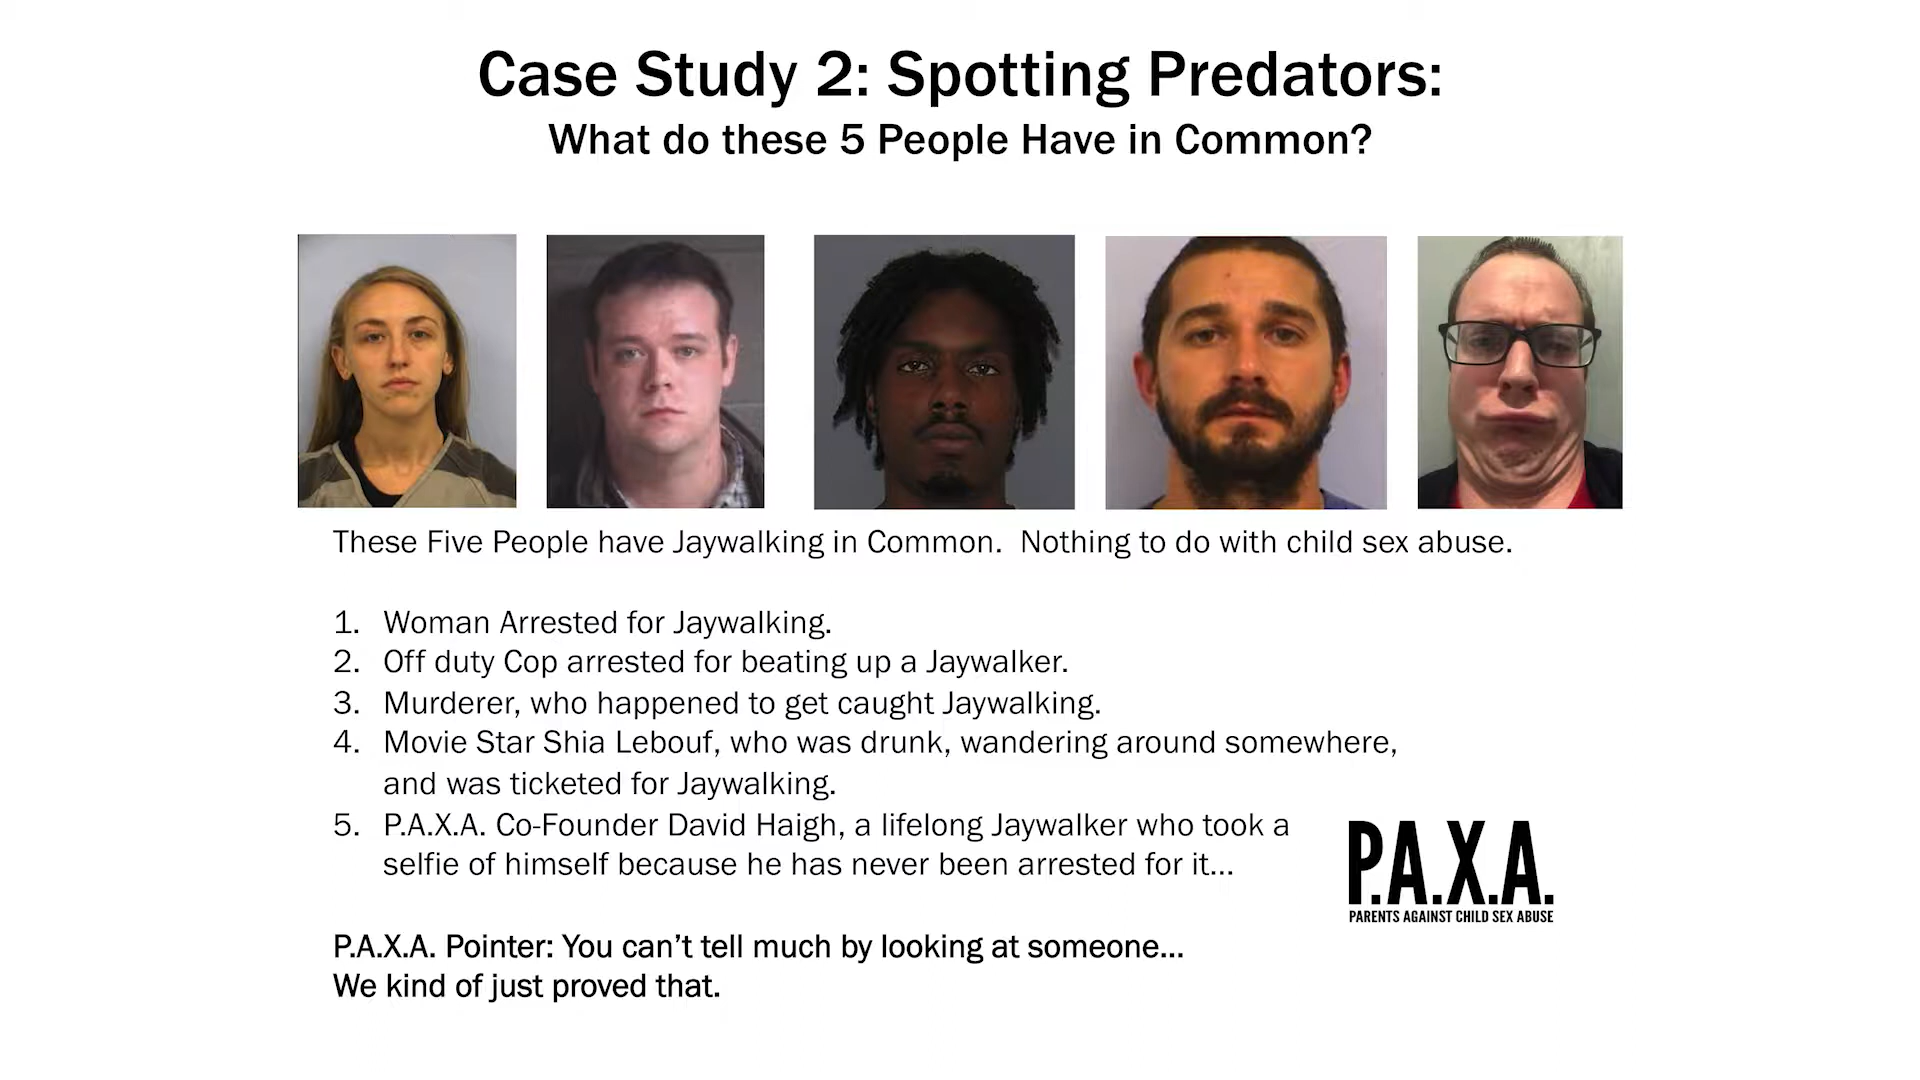 Case Study 2: Spotting Predators:
What do these 5 People Have in Common?
These Five People have Jaywalking in Common.  Nothing to do with child sex abuse.
1. Woman Arrested for Jaywalking.
2. Off duty Cop arrested for beating up a Jaywalker.
3. Murderer, who happened to get caught Jaywalking.
4. Movie Star Shia Lebouf, who was drunk, wandering around somewhere,
and was ticketed for Jaywalking.
5. P.A.X.A. Co-Founder David Haigh, a lifelong Jaywalker who took a
selfie of himself because he has never been arrested for it...
P.A.X.A.
PARENTS AGAINST CHILD SEX ABUSE
P.A.X.A. Pointer: You can’t tell much by looking at someone...
We kind of just proved that.